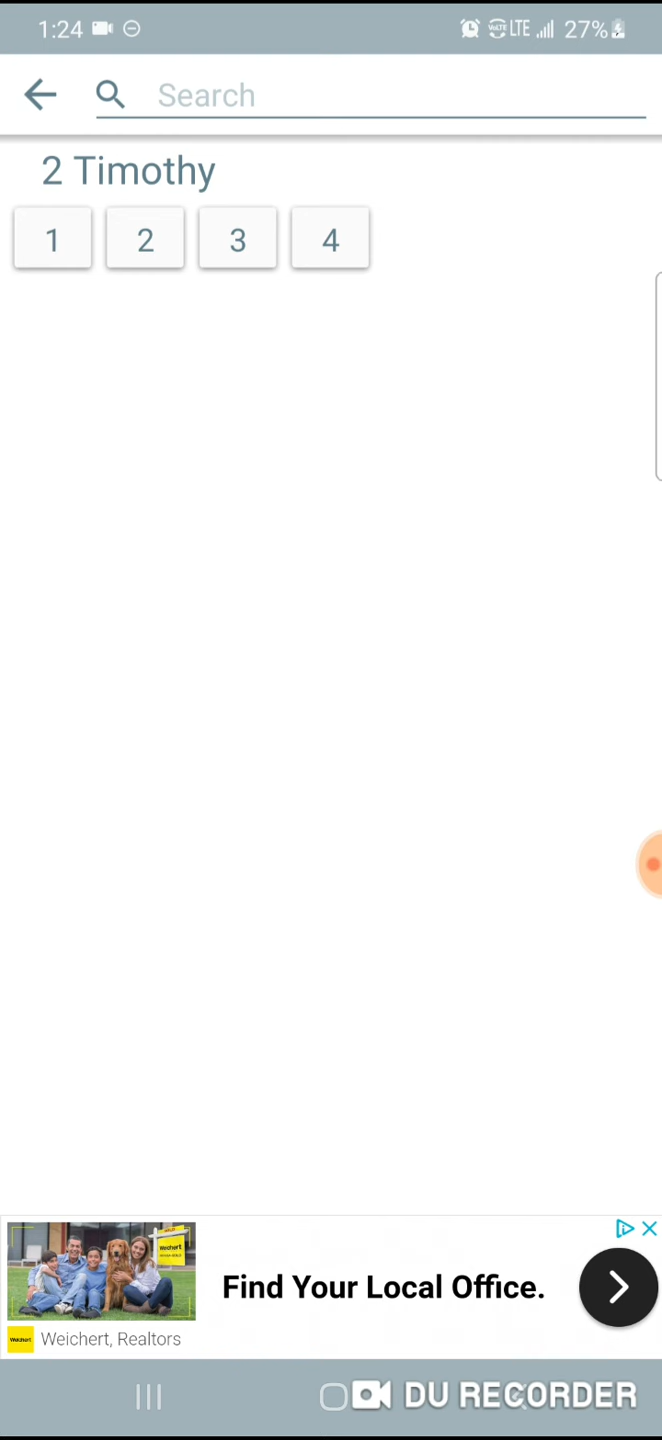 1:24 LTE 27%
Search
2 Timothy
1 2 3 4
Find Your Local Office.
Weichert
Weichert, Realtors
DU RECORDER